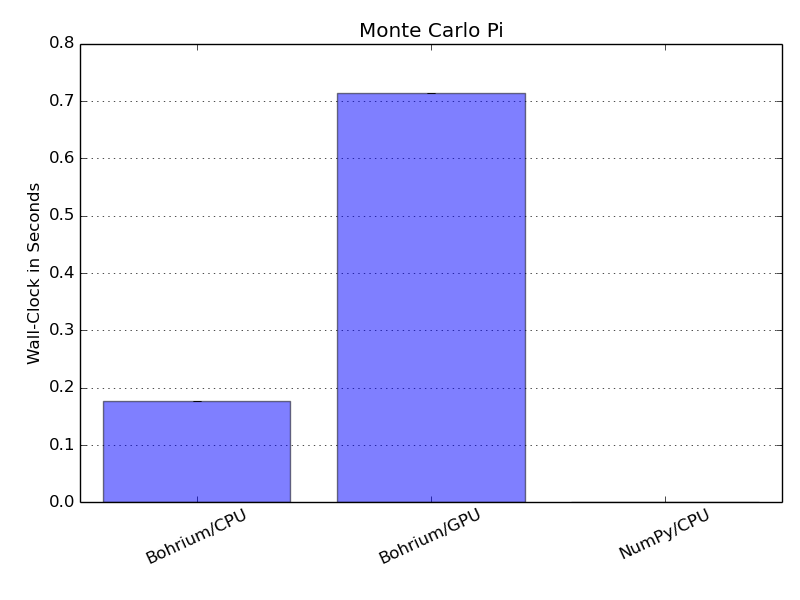 Monte Carlo Pi
Wall-Clock in Seconds
0.8
0.7
0.6
0.5
0.4
0.3
0.2
0.1
0.0
Bohrium/CPU
Bohrium/GPU
NumPy/CPU